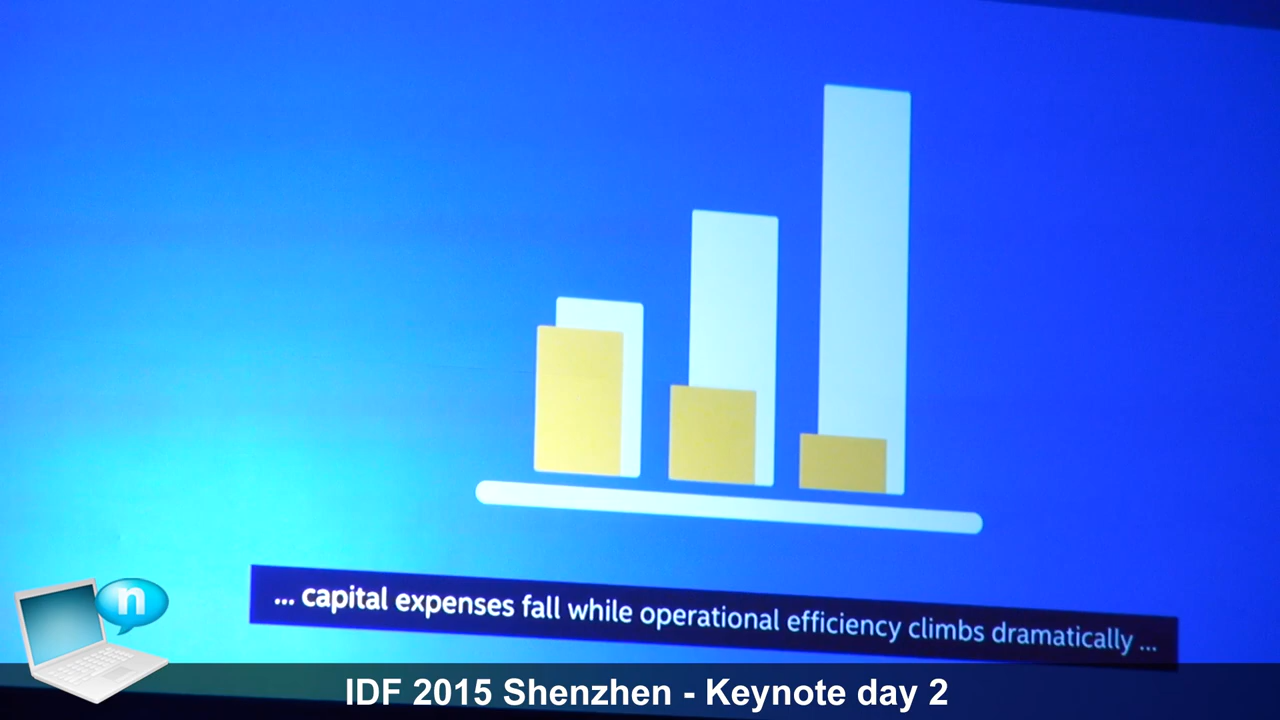 ... capital expenses fall while operational efficiency climbs dramatically ...
n
IDF 2015 Shenzhen - Keynote day 2